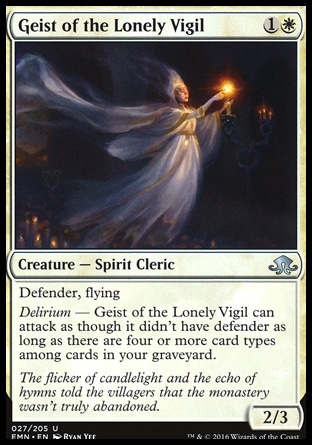 Geist of the Lonely Vigil 1
Creature — Spirit Cleric
Defender, flying
Delirium — Geist of the Lonely Vigil can
attack as though it didn't have defender as
long as there are four or more card types
among cards in your graveyard.
The flicker of candlelight and the echo of
hymns told the villagers that the monastery
wasn't truly abandoned.
2/3
027/205 U
EMN • EN Ryan Yee
™ & © 2016 Wizards of the Coast